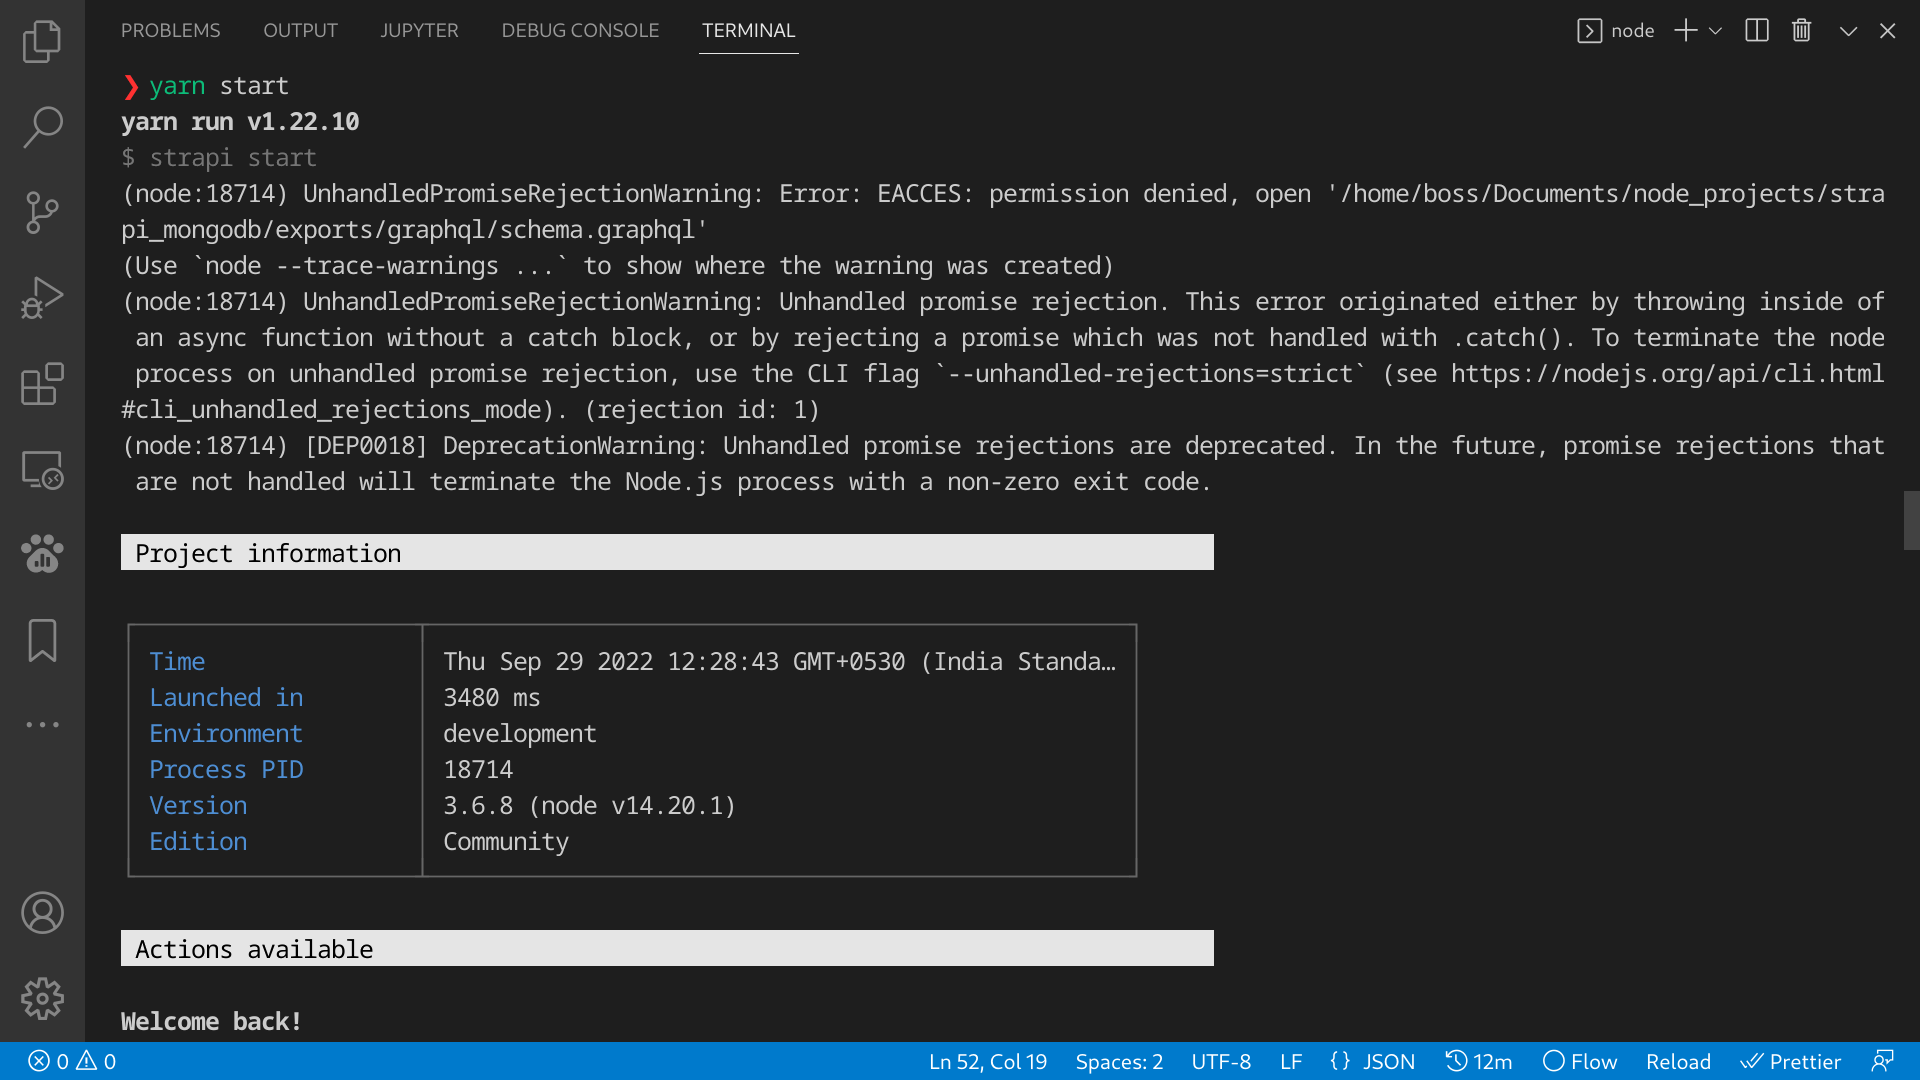 PROBLEMS OUTPUT JUPYTER DEBUG CONSOLE TERMINAL node
❯ yarn start
yarn run v1.22.10
$ strapi start
(node:18714) UnhandledPromiseRejectionWarning: Error: EACCES: permission denied, open '/home/boss/Documents/node_projects/stra
pi_mongodb/exports/graphql/schema.graphql'
(Use `node --trace-warnings ...` to show where the warning was created)
(node:18714) UnhandledPromiseRejectionWarning: Unhandled promise rejection. This error originated either by throwing inside of
an async function without a catch block, or by rejecting a promise which was not handled with .catch(). To terminate the node
process on unhandled promise rejection, use the CLI flag `--unhandled-rejections=strict` (see https://nodejs.org/api/cli.html
#cli_unhandled_rejections_mode). (rejection id: 1)
(node:18714) [DEP0018] DeprecationWarning: Unhandled promise rejections are deprecated. In the future, promise rejections that
are not handled will terminate the Node.js process with a non-zero exit code.
Project information
Time Thu Sep 29 2022 12:28:43 GMT+0530 (India Standa…
Launched in 3480 ms
Environment development
Process PID 18714
Version 3.6.8 (node v14.20.1)
Edition Community
Actions available
Welcome back!
0 0 Ln 52, Col 19 Spaces: 2 UTF-8 LF {} JSON 12m Flow Reload Prettier